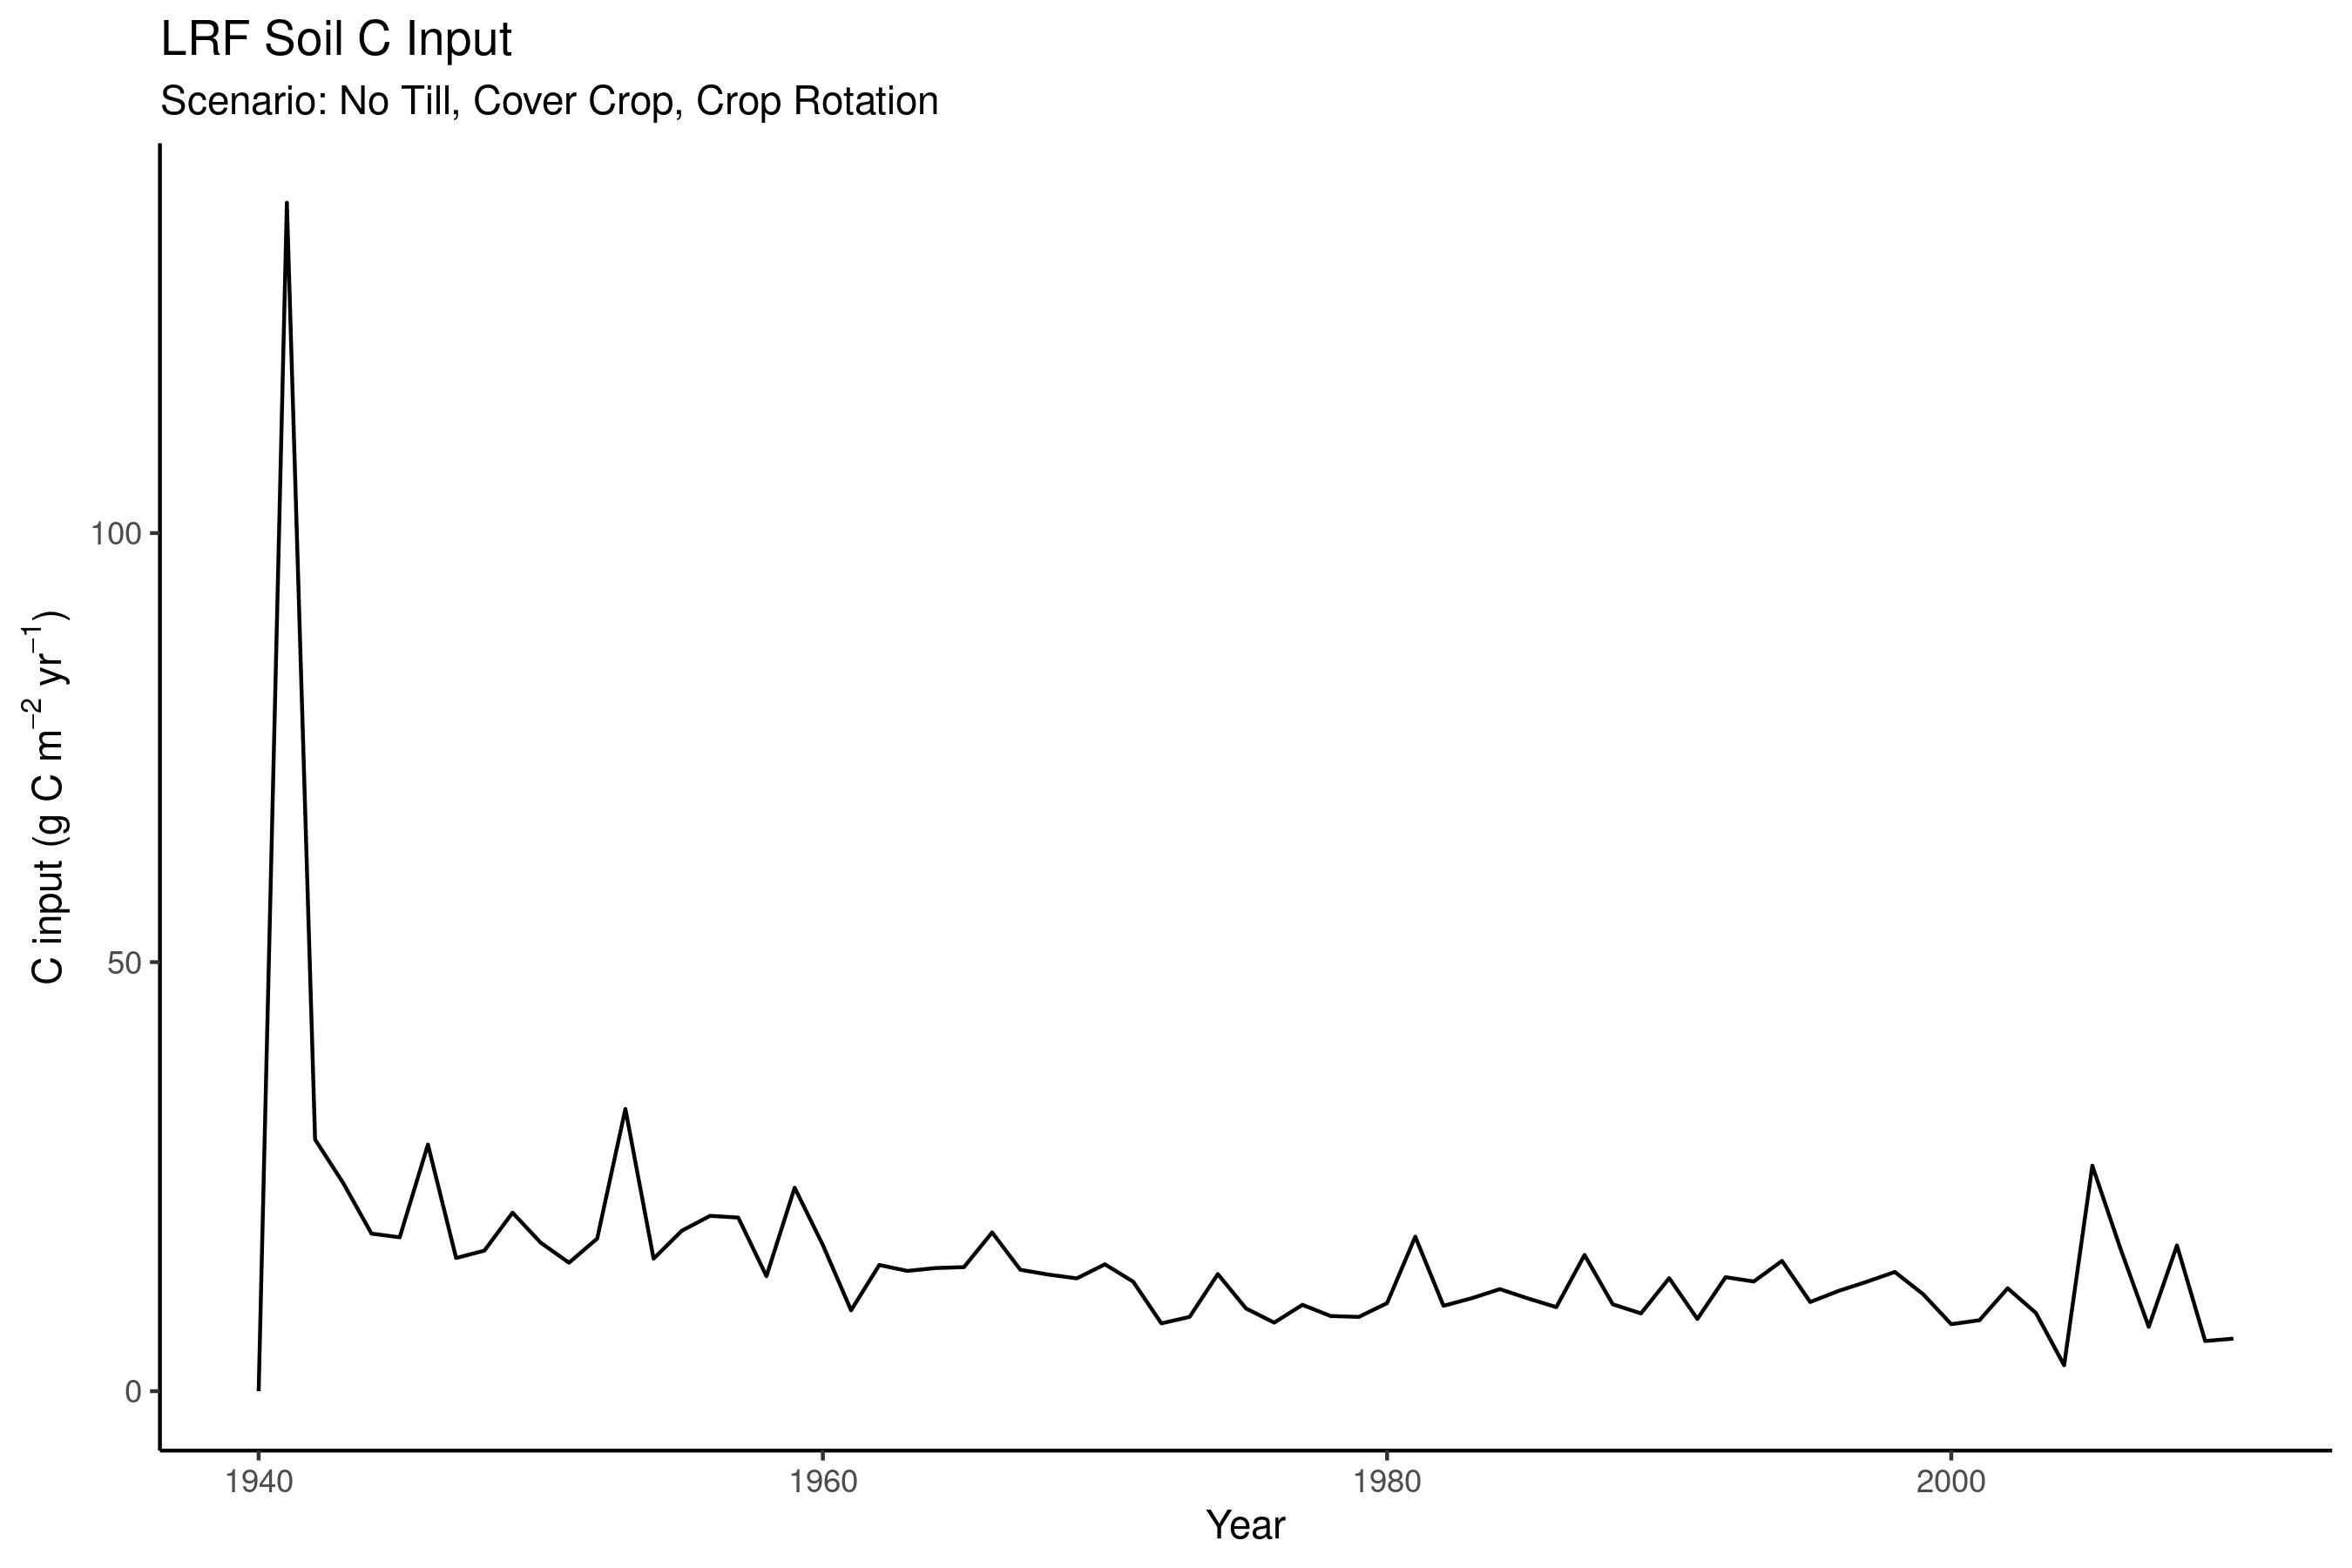 LRF Soil C Input
Scenario: No Till, Cover Crop, Crop Rotation
C input (g C m⁻² yr⁻¹)
100
50
0
1940 1960 1980 2000
Year